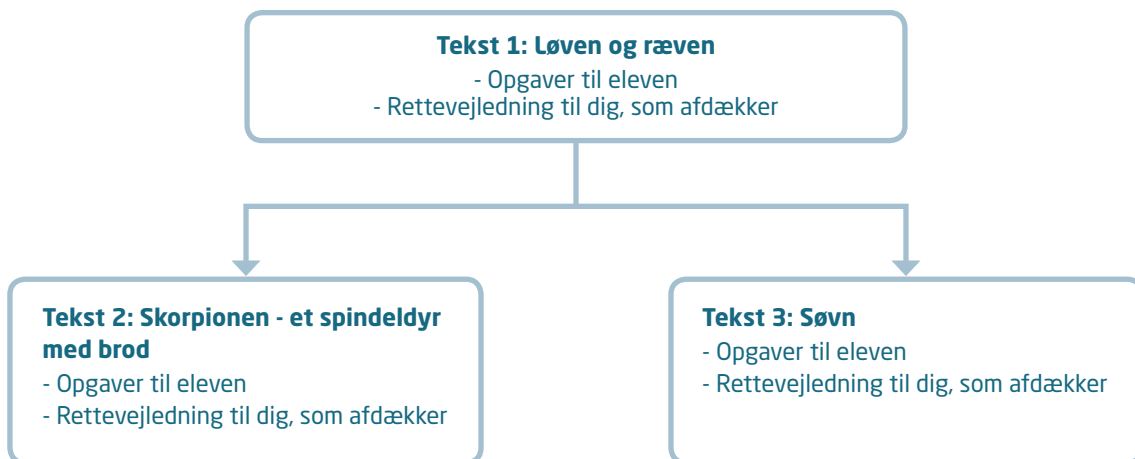 Tekst 1: Løven og ræven
- Opgaver til eleven
- Rettevejledning til dig, som afdækker
Tekst 2: Skorpionen - et spindeldyr
med brod
- Opgaver til eleven
- Rettevejledning til dig, som afdækker
Tekst 3: Søvn
- Opgaver til eleven
- Rettevejledning til dig, som afdækker